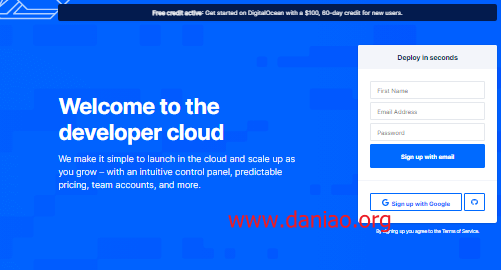 Free credit active: Get started on DigitalOcean with a $100, 60-day credit for new users.
Deploy in seconds
First Name
Email Address
Password
Sign up with email
Welcome to the
developer cloud
We make it simple to launch in the cloud and scale up as
you grow – with an intuitive control panel, predictable
pricing, team accounts, and more.
Sign up with Google
www.daniao.org
By signing up you agree to the Terms of Service.